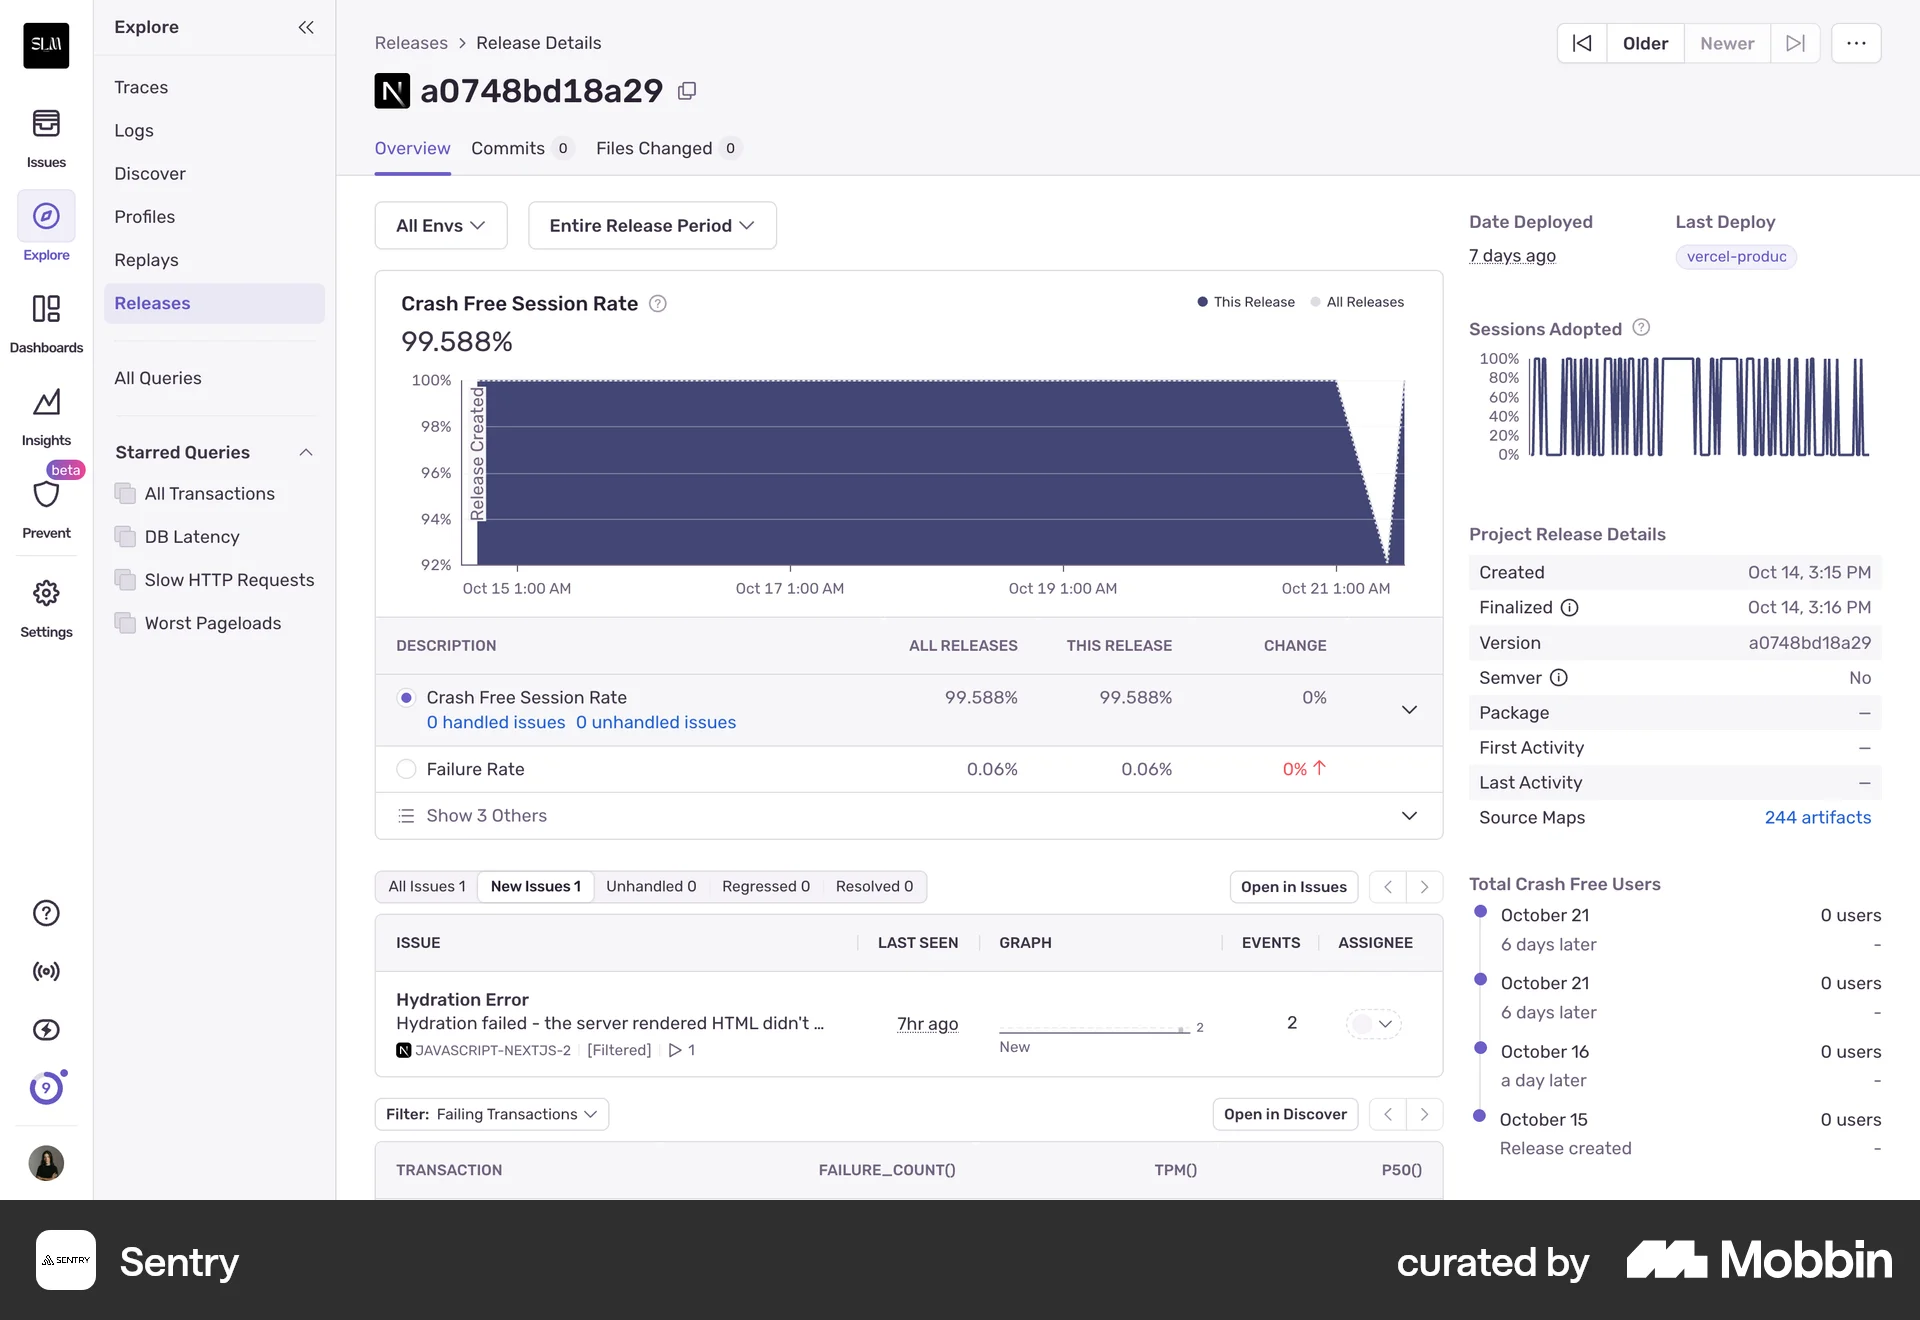 SLM
Issues
Explore
Dashboards
Insights
beta
Prevent
Settings
9
Explore
Traces
Logs
Discover
Profiles
Replays
Releases
All Queries
Starred Queries
All Transactions
DB Latency
Slow HTTP Requests
Worst Pageloads
Releases > Release Details
Older
Newer
N a0748bd18a29
Overview
Commits 0
Files Changed 0
All Envs
Entire Release Period
Crash Free Session Rate ?
This Release
All Releases
99.588%
100%
98%
96%
94%
92%
Release Created
Oct 15 1:00 AM
Oct 17 1:00 AM
Oct 19 1:00 AM
Oct 21 1:00 AM
DESCRIPTION ALL RELEASES THIS RELEASE CHANGE
Crash Free Session Rate 99.588% 99.588% 0%
0 handled issues 0 unhandled issues
Failure Rate 0.06% 0.06% 0% ↑
Show 3 Others
All Issues 1
New Issues 1
Unhandled 0
Regressed 0
Resolved 0
Open in Issues
ISSUE LAST SEEN GRAPH EVENTS ASSIGNEE
Hydration Error
Hydration failed - the server rendered HTML didn't ...
JAVASCRIPT-NEXTJS-2 [Filtered] 1
7hr ago
2
New
2
Filter: Failing Transactions
Open in Discover
TRANSACTION FAILURE_COUNT() TPM() P50()
Date Deployed
7 days ago
Last Deploy
vercel-produc
Sessions Adopted ?
100%
80%
60%
40%
20%
0%
Project Release Details
Created Oct 14, 3:15 PM
Finalized Oct 14, 3:16 PM
Version a0748bd18a29
Semver No
Package –
First Activity –
Last Activity –
Source Maps 244 artifacts
Total Crash Free Users
October 21 0 users
6 days later -
October 21 0 users
6 days later -
October 16 0 users
a day later -
October 15 0 users
Release created -
SENTRY
Sentry
curated by Mobbin